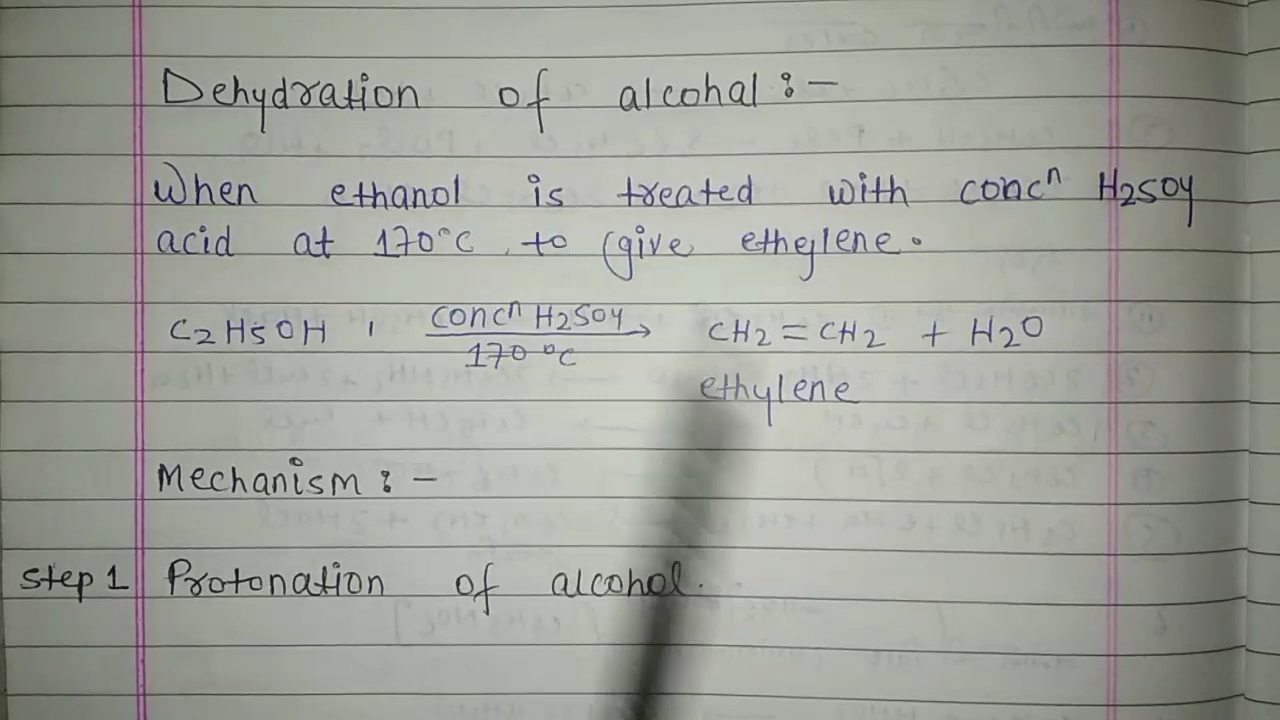 Dehydration of alcohal :-
When ethanol is treated with concⁿ H2SO4
acid at 170°C to give ethylene.
C2H5OH concⁿ H2SO4 170 °C → CH2=CH2 + H2O
ethylene
Mechanism :-
Step 1 Protonation of alcohol.